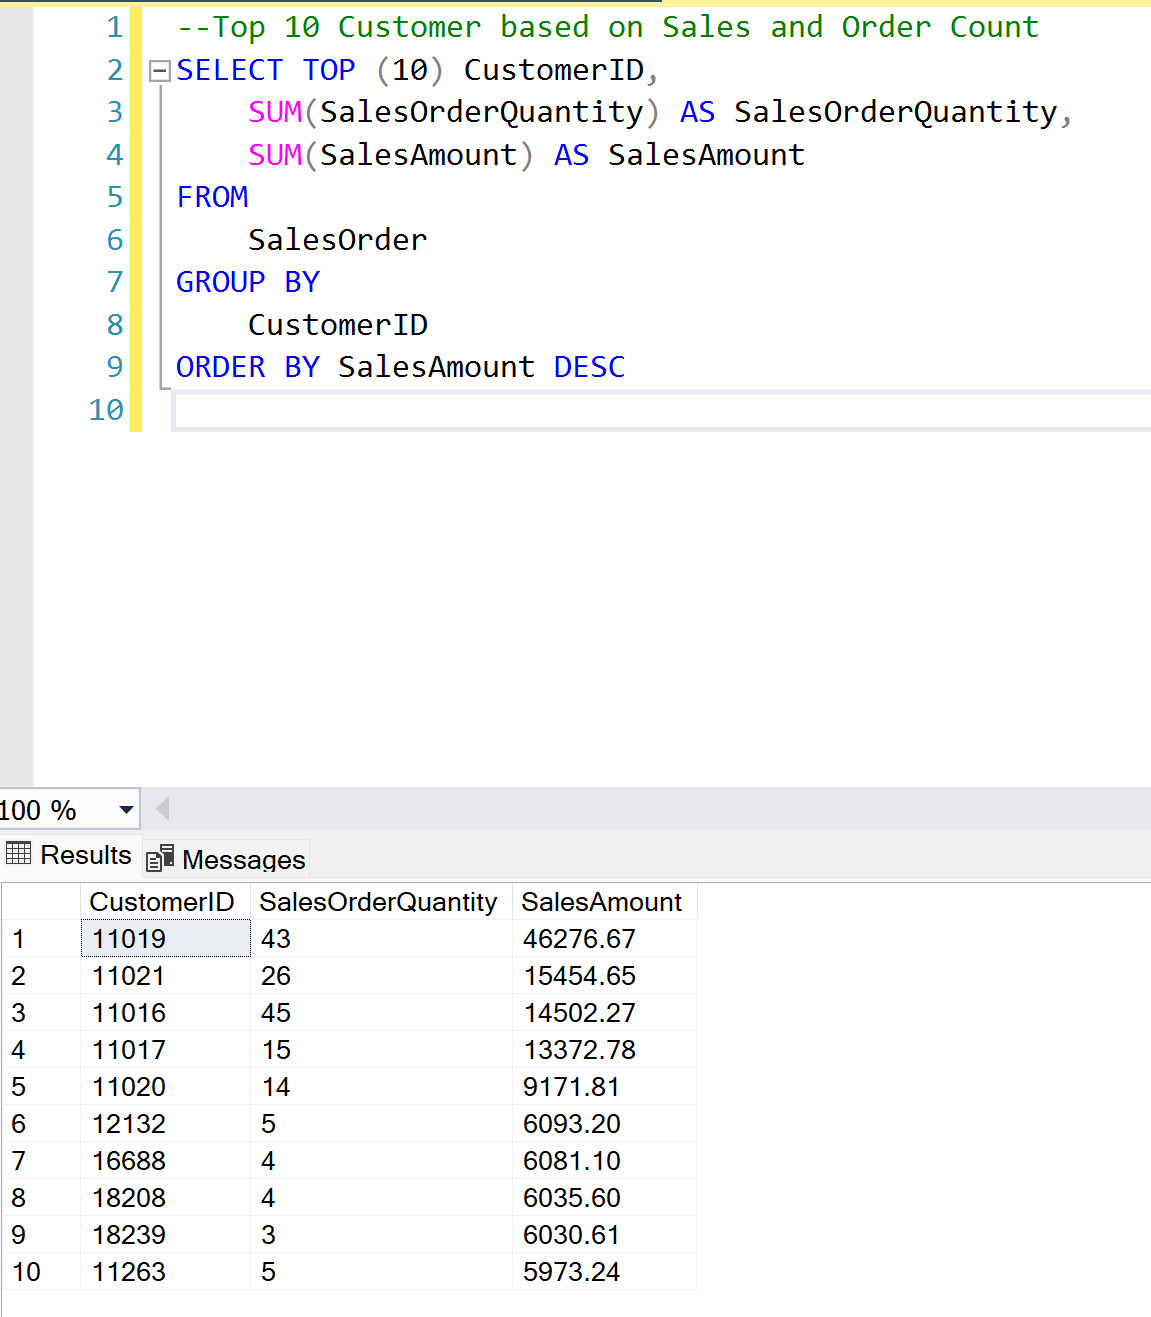 1 --Top 10 Customer based on Sales and Order Count
2 SELECT TOP (10) CustomerID,
3 SUM(SalesOrderQuantity) AS SalesOrderQuantity,
4 SUM(SalesAmount) AS SalesAmount
5 FROM
6 SalesOrder
7 GROUP BY
8 CustomerID
9 ORDER BY SalesAmount DESC
10
100 %
Results Messages
CustomerID SalesOrderQuantity SalesAmount
1 11019 43 46276.67
2 11021 26 15454.65
3 11016 45 14502.27
4 11017 15 13372.78
5 11020 14 9171.81
6 12132 5 6093.20
7 16688 4 6081.10
8 18208 4 6035.60
9 18239 3 6030.61
10 11263 5 5973.24